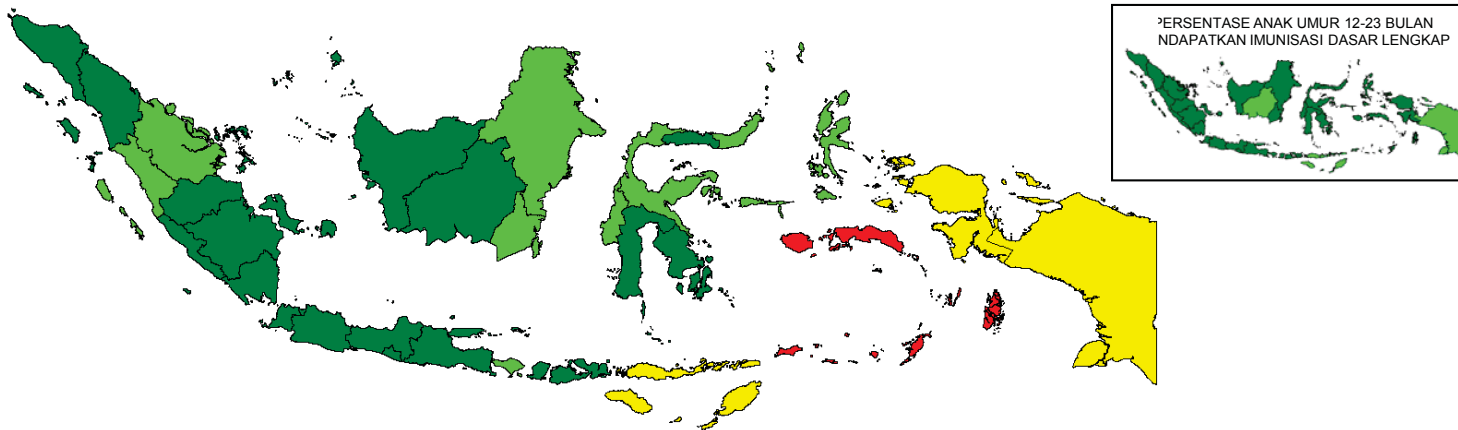 PERSENTASE ANAK UMUR 12-23 BULAN
NDAPATKAN IMUNISASI DASAR LENGKAP